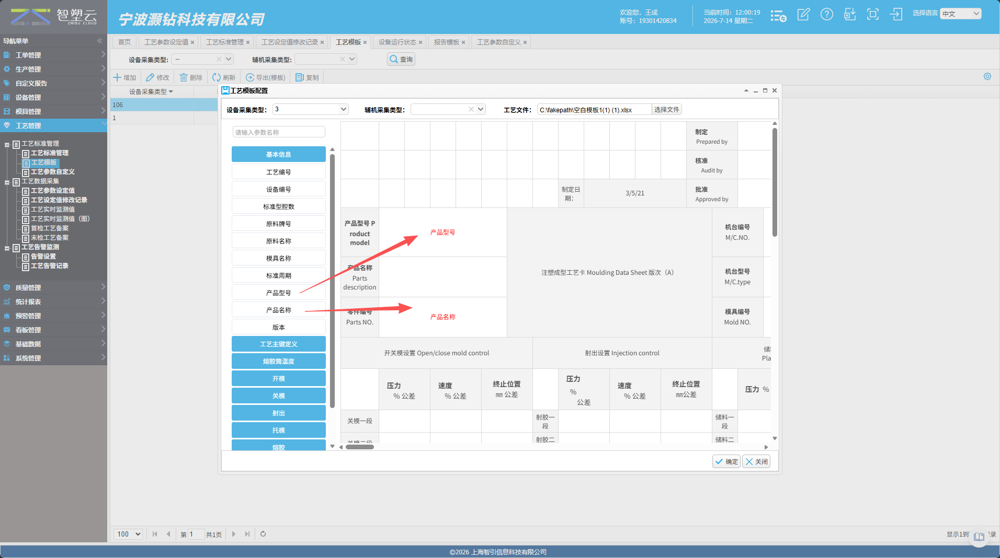 智塑云
ZHISU CLOUD
宁波灏钻科技有限公司
欢迎您，王成
账号：19301420834
当前时间：12:00:19
2026-7-14 星期二
选择语言
中文
导航菜单
工单管理
生产管理
自定义报告
设备管理
模具管理
工艺管理
工艺标准管理
工艺标准管理
工艺模板
工艺参数自定义
工艺数据采集
工艺参数设定值
工艺设定值修改记录
工艺实时监测值
工艺实时监测值（图）
首检工艺备案
末检工艺备案
工艺告警监测
告警设置
工艺告警记录
质量管理
统计报表
预警管理
看板管理
基础数据
系统管理
首页
工艺参数设定值
工艺标准管理
工艺设定值修改记录
工艺模板
设备运行状态
报告模板
工艺参数自定义
设备采集类型:
--
辅机采集类型:
查询
增加
修改
删除
刷新
导出(模板)
复制
设备采集类型
106
1
工艺模板配置
设备采集类型:
3
辅机采集类型:
工艺文件:
C:\fakepath\空白模板1(1) (1).xlsx
选择文件
请输入参数名称
基本信息
工艺编号
设备编号
标准型腔数
原料牌号
原料名称
模具名称
标准周期
产品型号
产品名称
版本
工艺主键定义
熔胶筒温度
开模
关模
射出
托模
熔胶
制定
Prepared by
核准
Audit by
制定日期：
3/5/21
批准
Approved by
产品型号 P
roduct
model
产品型号
产品名称
Parts
description
零件编号
Parts NO.
产品名称
注塑成型工艺卡 Moulding Data Sheet 版次（A）
机台编号
M/C.NO.
机台型号
M/C.type
模具编号
Mold NO.
开关模设置 Open/close mold control
射出设置 Injection control
Pla
压力
% 公差
速度
% 公差
终止位置
㎜ 公差
压力
%
公差
速度
% 公差
终止位置
㎜公差
压力 %
关模一段
射胶一段
储料一段
关模二段
射胶二
储料二
确定
关闭
100
第
1
共1页
显示1到
录
©2026 上海智引信息科技有限公司